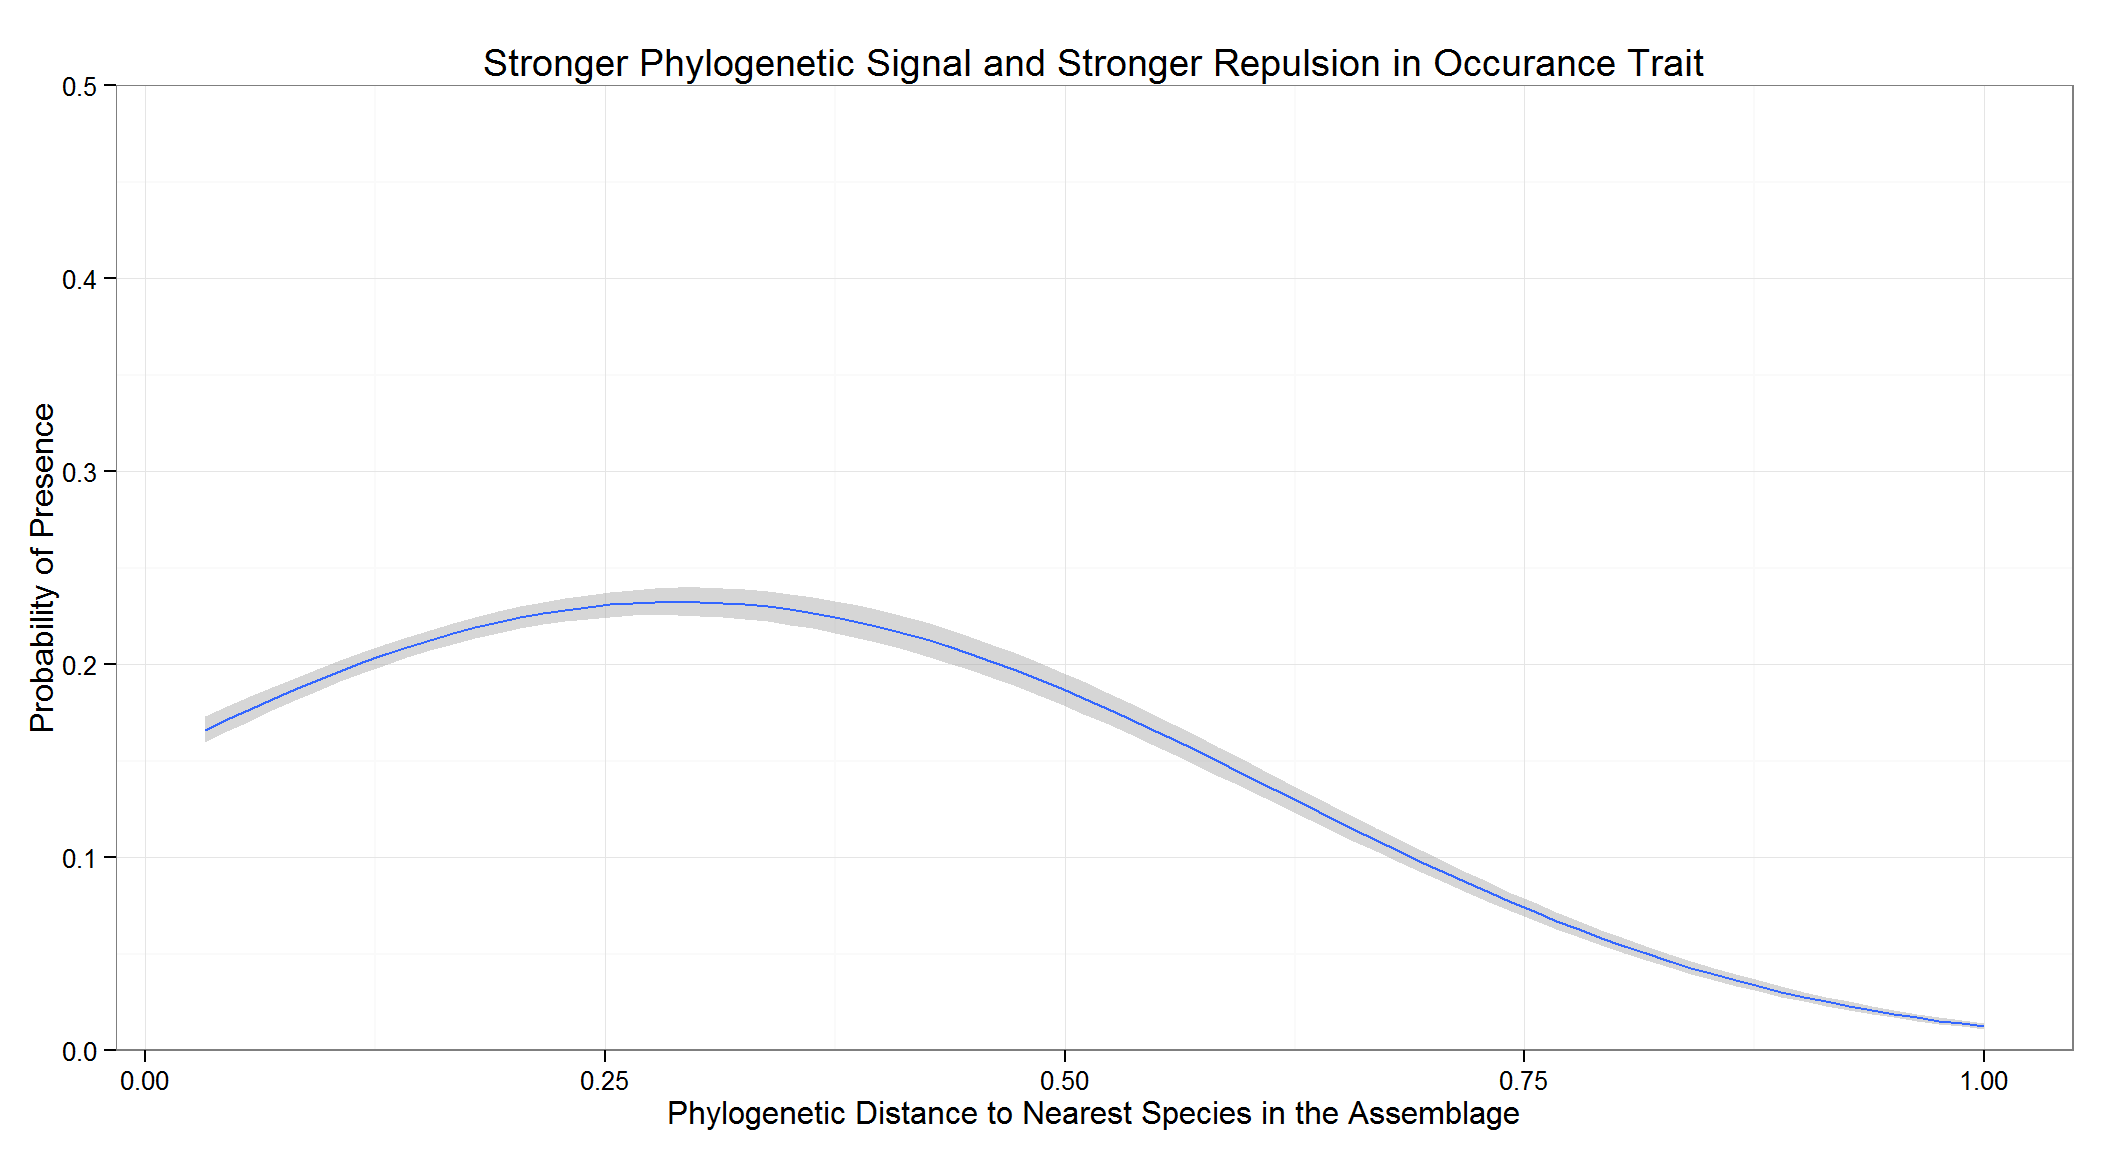 Stronger Phylogenetic Signal and Stronger Repulsion in Occurance Trait
Probability of Presence
0.5
0.4
0.3
0.2
0.1
0.0
0.00 0.25 0.50 0.75 1.00
Phylogenetic Distance to Nearest Species in the Assemblage